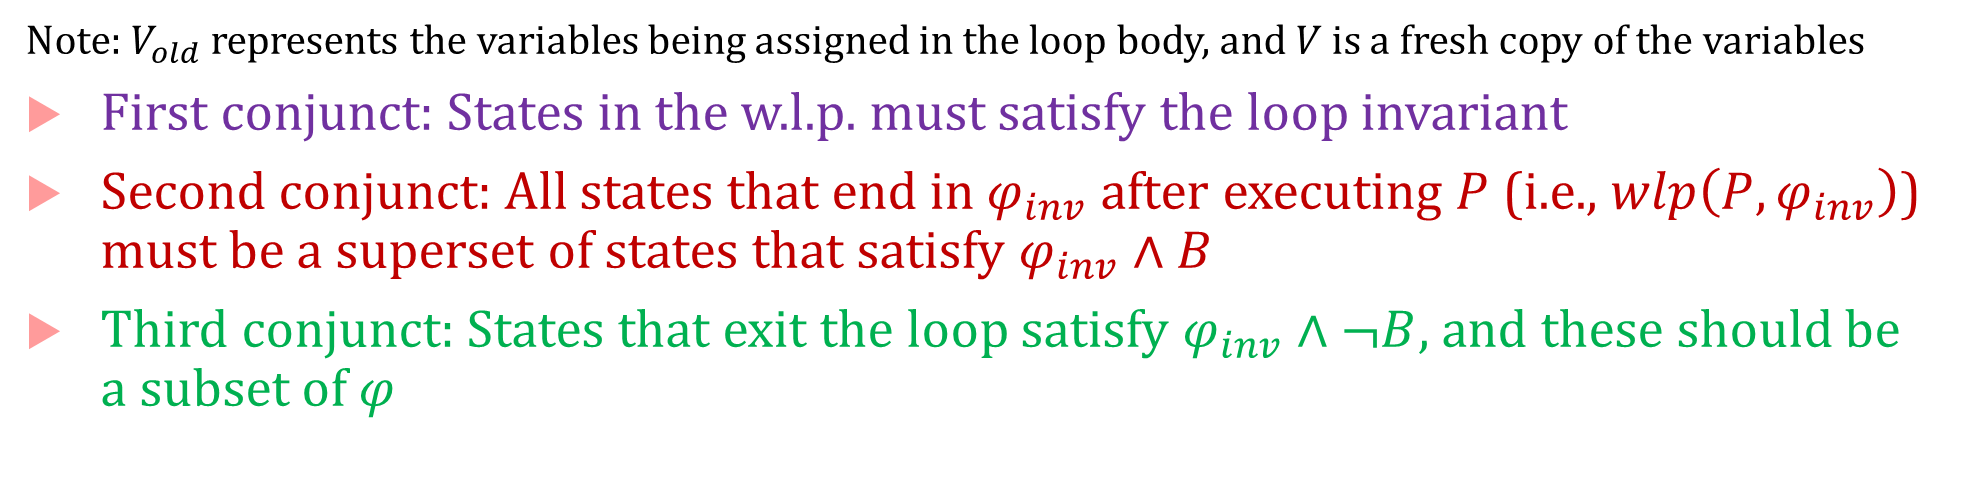 Note: V_old represents the variables being assigned in the loop body, and V is a fresh copy of the variables
First conjunct: States in the w.l.p. must satisfy the loop invariant
Second conjunct: All states that end in φ_inv after executing P (i.e., wlp(P, φ_inv))
must be a superset of states that satisfy φ_inv ∧ B
Third conjunct: States that exit the loop satisfy φ_inv ∧ ¬B, and these should be
a subset of φ